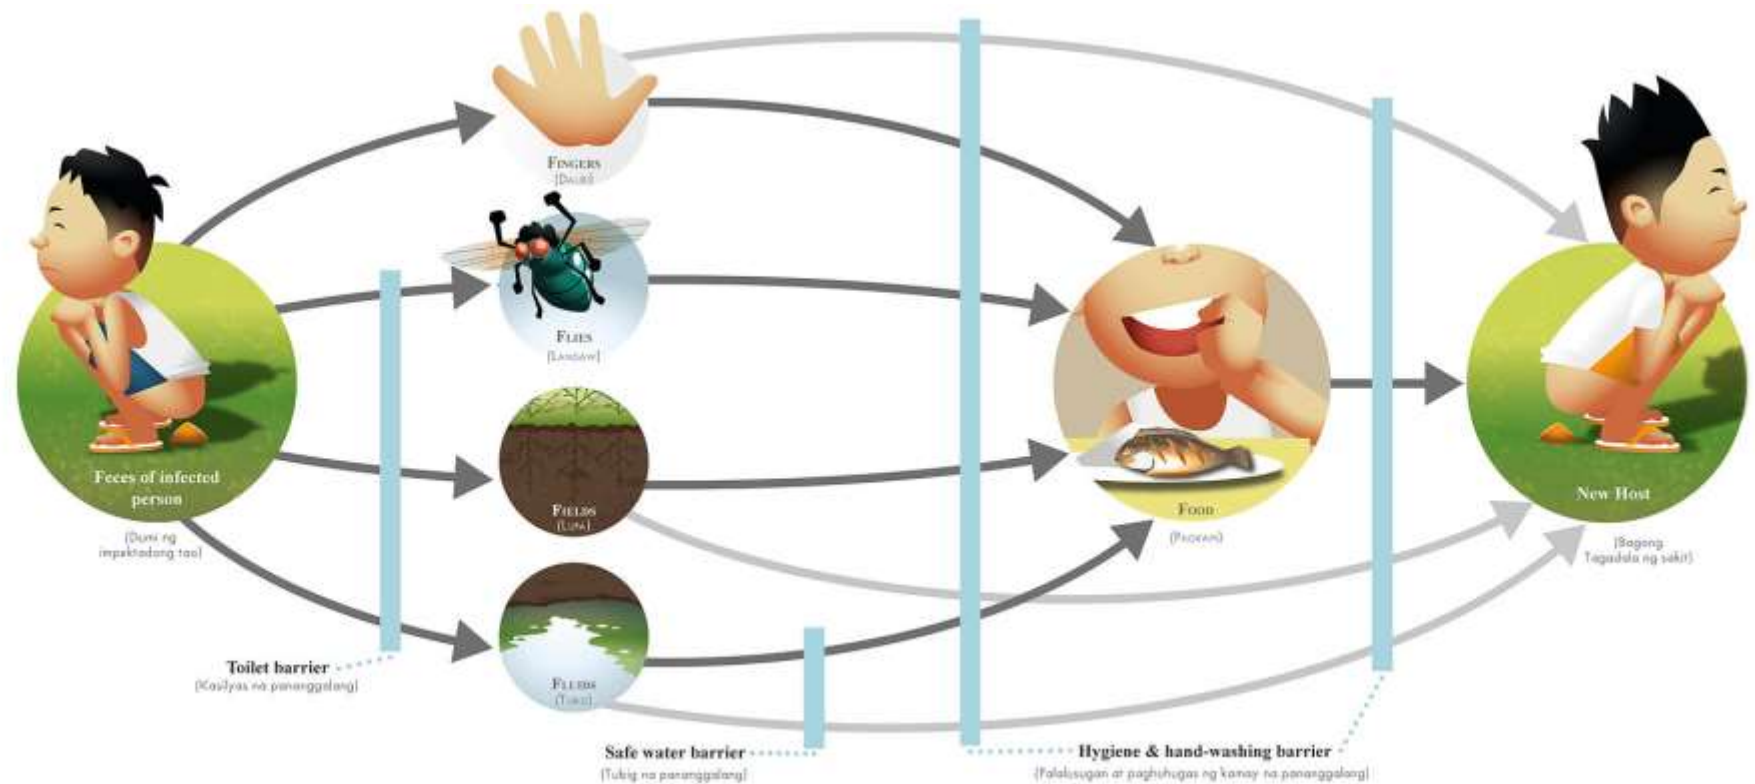 FINGERS
(DALIRI)
FLIES
(LANGAW)
Feces of infected
person
(Dumi ng
impektadong tao)
FIELDS
(LUPA)
FOOD
(PAGKAIN)
New Host
(Bagong
Tagadala ng sakit)
FLUIDS
(TUBIG)
Toilet barrier
(Kasilyas na pananggalang)
Safe water barrier
(Tubig na pananggalang)
Hygiene & hand-washing barrier
(Palalusugan at paghuhugas ng kamay na pananggalang)